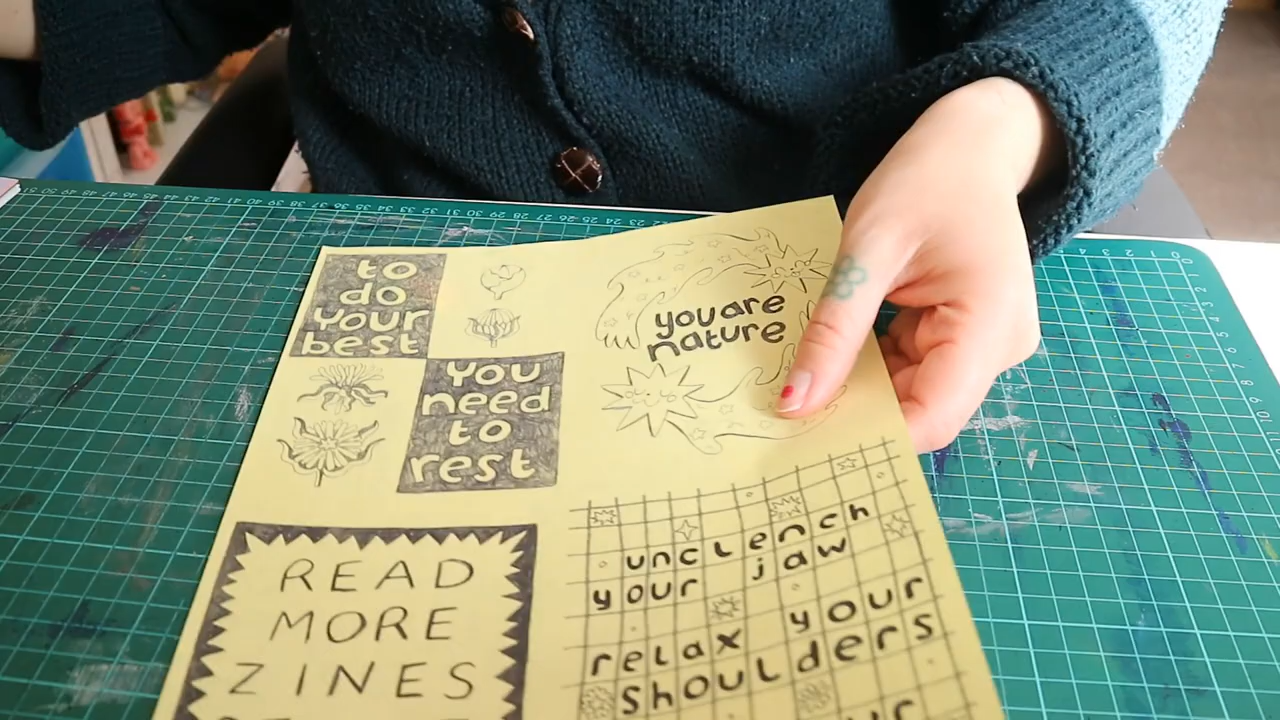 to
do
your
best
you
need
to
rest
you are
nature
READ
MORE
ZINES
unclench
your jaw
relax your
shoulders